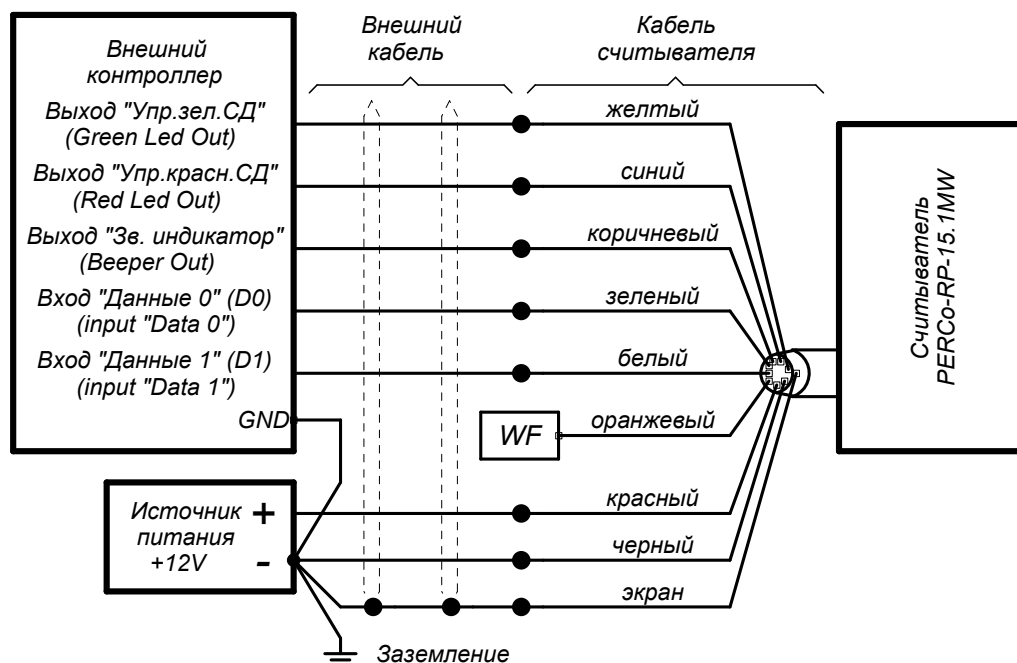 Внешний
контроллер
Выход "Упр.зел.СД"
(Green Led Out)
Выход "Упр.красн.СД"
(Red Led Out)
Выход "Зв. индикатор"
(Beeper Out)
Вход "Данные 0" (D0)
(input "Data 0")
Вход "Данные 1" (D1)
(input "Data 1")
GND
Источник
питания
+12V
+
-
Внешний
кабель
Кабель
считывателя
желтый
синий
коричневый
зеленый
белый
WF
оранжевый
красный
черный
экран
Заземление
Считыватель
PERCo-RP-15.1MW